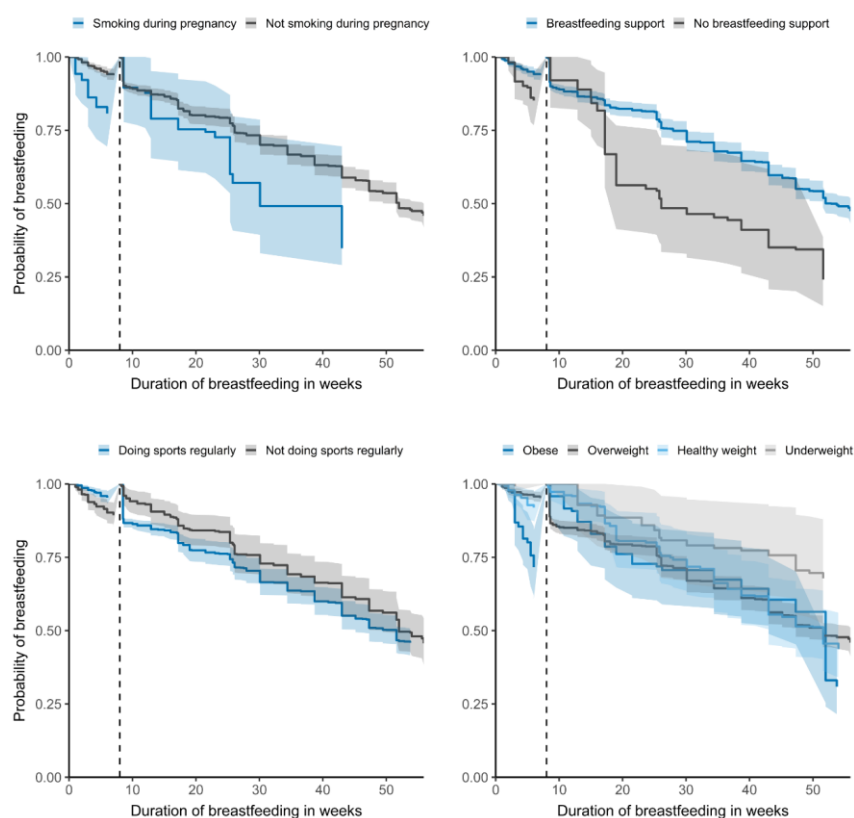 Smoking during pregnancy Not smoking during pregnancy
Breastfeeding support No breastfeeding support
1.00
0.75
0.50
0.25
0.00
Probability of breastfeeding
0 10 20 30 40 50
Duration of breastfeeding in weeks
1.00
0.75
0.50
0.25
0.00
0 10 20 30 40 50
Duration of breastfeeding in weeks
Doing sports regularly Not doing sports regularly
Obese Overweight Healthy weight Underweight
1.00
0.75
0.50
0.25
0.00
Probability of breastfeeding
0 10 20 30 40 50
Duration of breastfeeding in weeks
1.00
0.75
0.50
0.25
0.00
0 10 20 30 40 50
Duration of breastfeeding in weeks